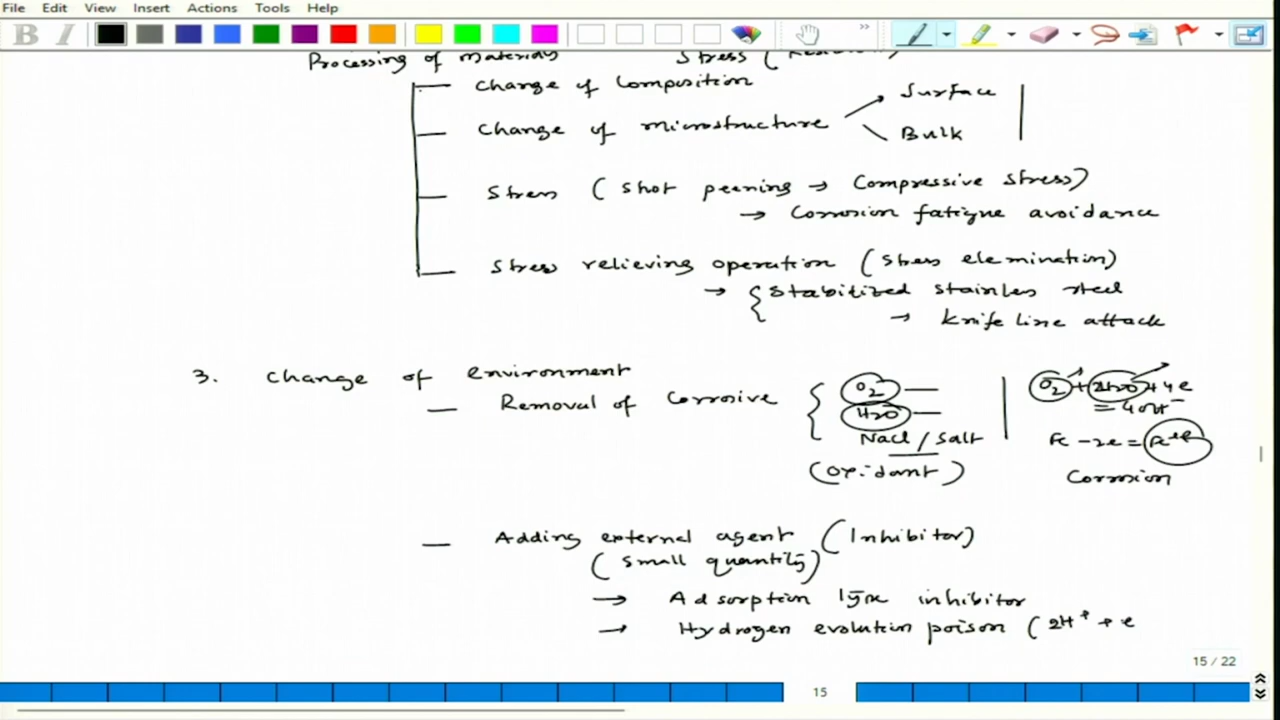 File Edit View Insert Actions Tools Help
B I
Processing of materials Stress (
Change of Composition
Change of microstructure Surface
Bulk
Stress (Shot peening → Compressive stress)
→ Corrosion fatigue avoidance
Stress relieving operation (Stress elemination)
→ { Stabilized stainless steel
→ Knife line attack
3. Change of environment
— Removal of Corrosive { O2 —
H2O —
NaCl / Salt
(Oxidant)
O2 + 2H2O + 4e
= 4OH-
Fe - 2e = Fe++
Corrosion
— Adding external agent (Inhibitor)
(Small quantity)
→ Adsorption type inhibitor
→ Hydrogen evolution poison (2H+ + e
15 / 22
15